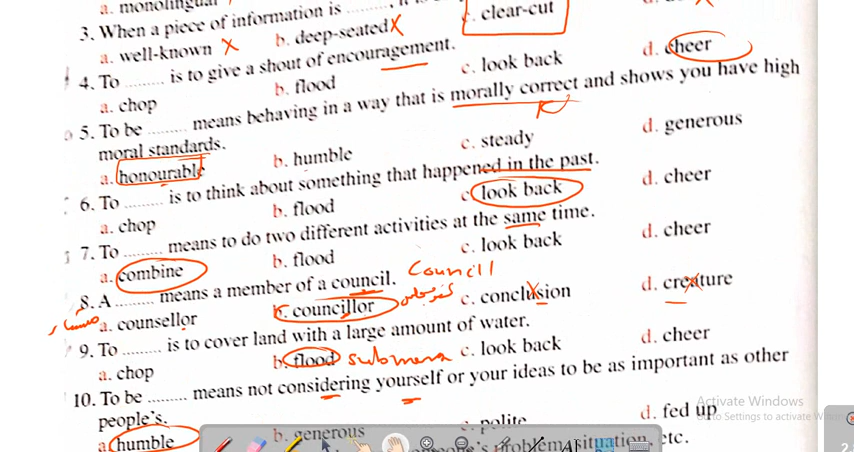 a. monolingual
3. When a piece of information is ........., it is
a. well-known b. deep-seated c. clear-cut
4. To ......... is to give a shout of encouragement.
a. chop b. flood c. look back d. cheer
5. To be ......... means behaving in a way that is morally correct and shows you have high
moral standards.
a. honourable b. humble c. steady d. generous
6. To ......... is to think about something that happened in the past.
a. chop b. flood c. look back d. cheer
7. To ......... means to do two different activities at the same time.
a. combine b. flood c. look back d. cheer
8. A ......... means a member of a council. Council
a. counsellor b. councillor c. conclusion d. creature
9. To ......... is to cover land with a large amount of water.
a. chop b. flood c. look back d. cheer
10. To be ......... means not considering yourself or your ideas to be as important as other
people's.
a. humble b. generous c. polite d. fed up
problem, situation, etc.
Activate Windows
Go to Settings to activate